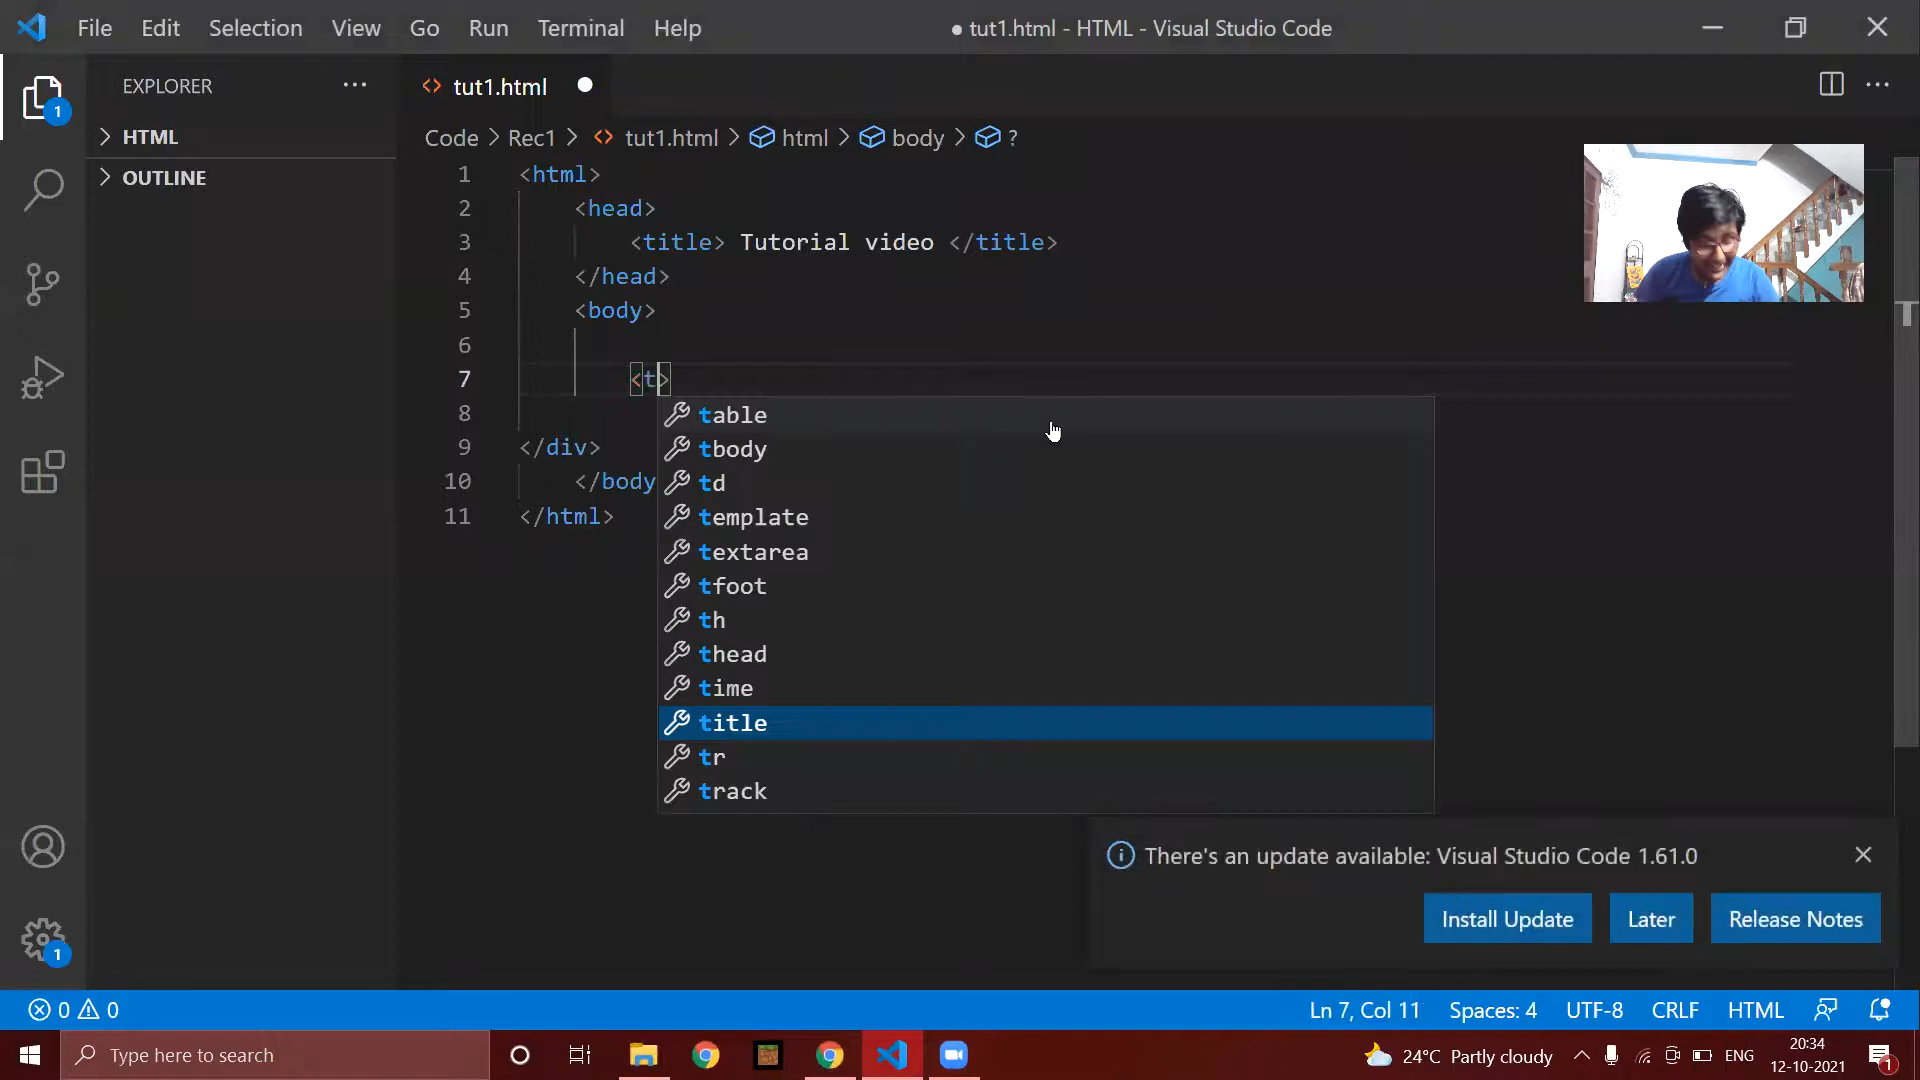 File Edit Selection View Go Run Terminal Help
● tut1.html - HTML - Visual Studio Code
1
EXPLORER
HTML
OUTLINE
tut1.html
Code > Rec1 > tut1.html > html > body > ?
1 <html>
2 <head>
3 <title> Tutorial video </title>
4 </head>
5 <body>
6
7 <t>
8
9 </div>
10 </body
11 </html>
table
tbody
td
template
textarea
tfoot
th
thead
time
title
tr
track
There's an update available: Visual Studio Code 1.61.0
Install Update Later Release Notes
1
0 0 Ln 7, Col 11 Spaces: 4 UTF-8 CRLF HTML
Type here to search
24°C Partly cloudy ENG
20:34
12-10-2021
1